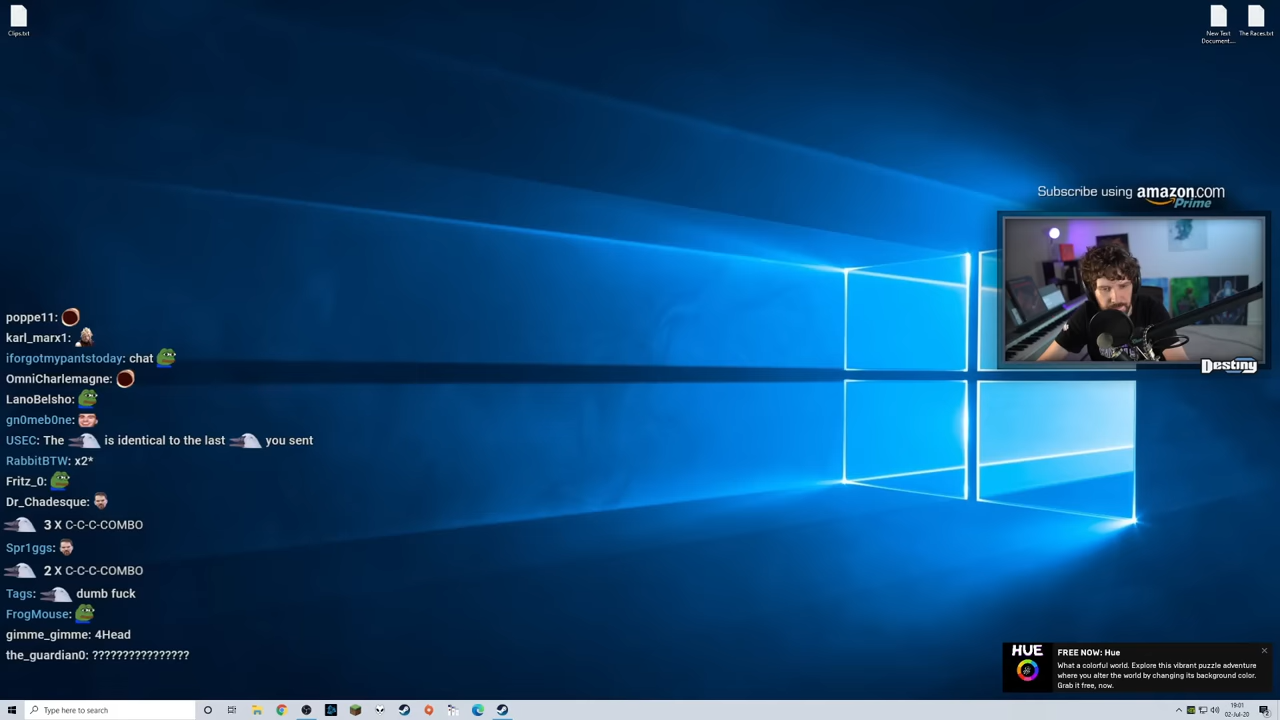 Clips.txt
New Text
Document....
The Races.txt
Subscribe using amazon.com
Prime
Destiny
poppe11:
karl_marx1:
iforgotmypantstoday: chat
OmniCharlemagne:
LanoBelsho:
gn0meb0ne:
USEC: The is identical to the last you sent
RabbitBTW: x2*
Fritz_0:
Dr_Chadesque:
3 X C-C-C-COMBO
Spr1ggs:
2 X C-C-C-COMBO
Tags: dumb fuck
FrogMouse:
gimme_gimme: 4Head
the_guardian0: ????????????????
HUE
FREE NOW: Hue
What a colorful world. Explore this vibrant puzzle adventure
where you alter the world by changing its background color.
Grab it free, now.
Type here to search
19:01
02-Jul-20